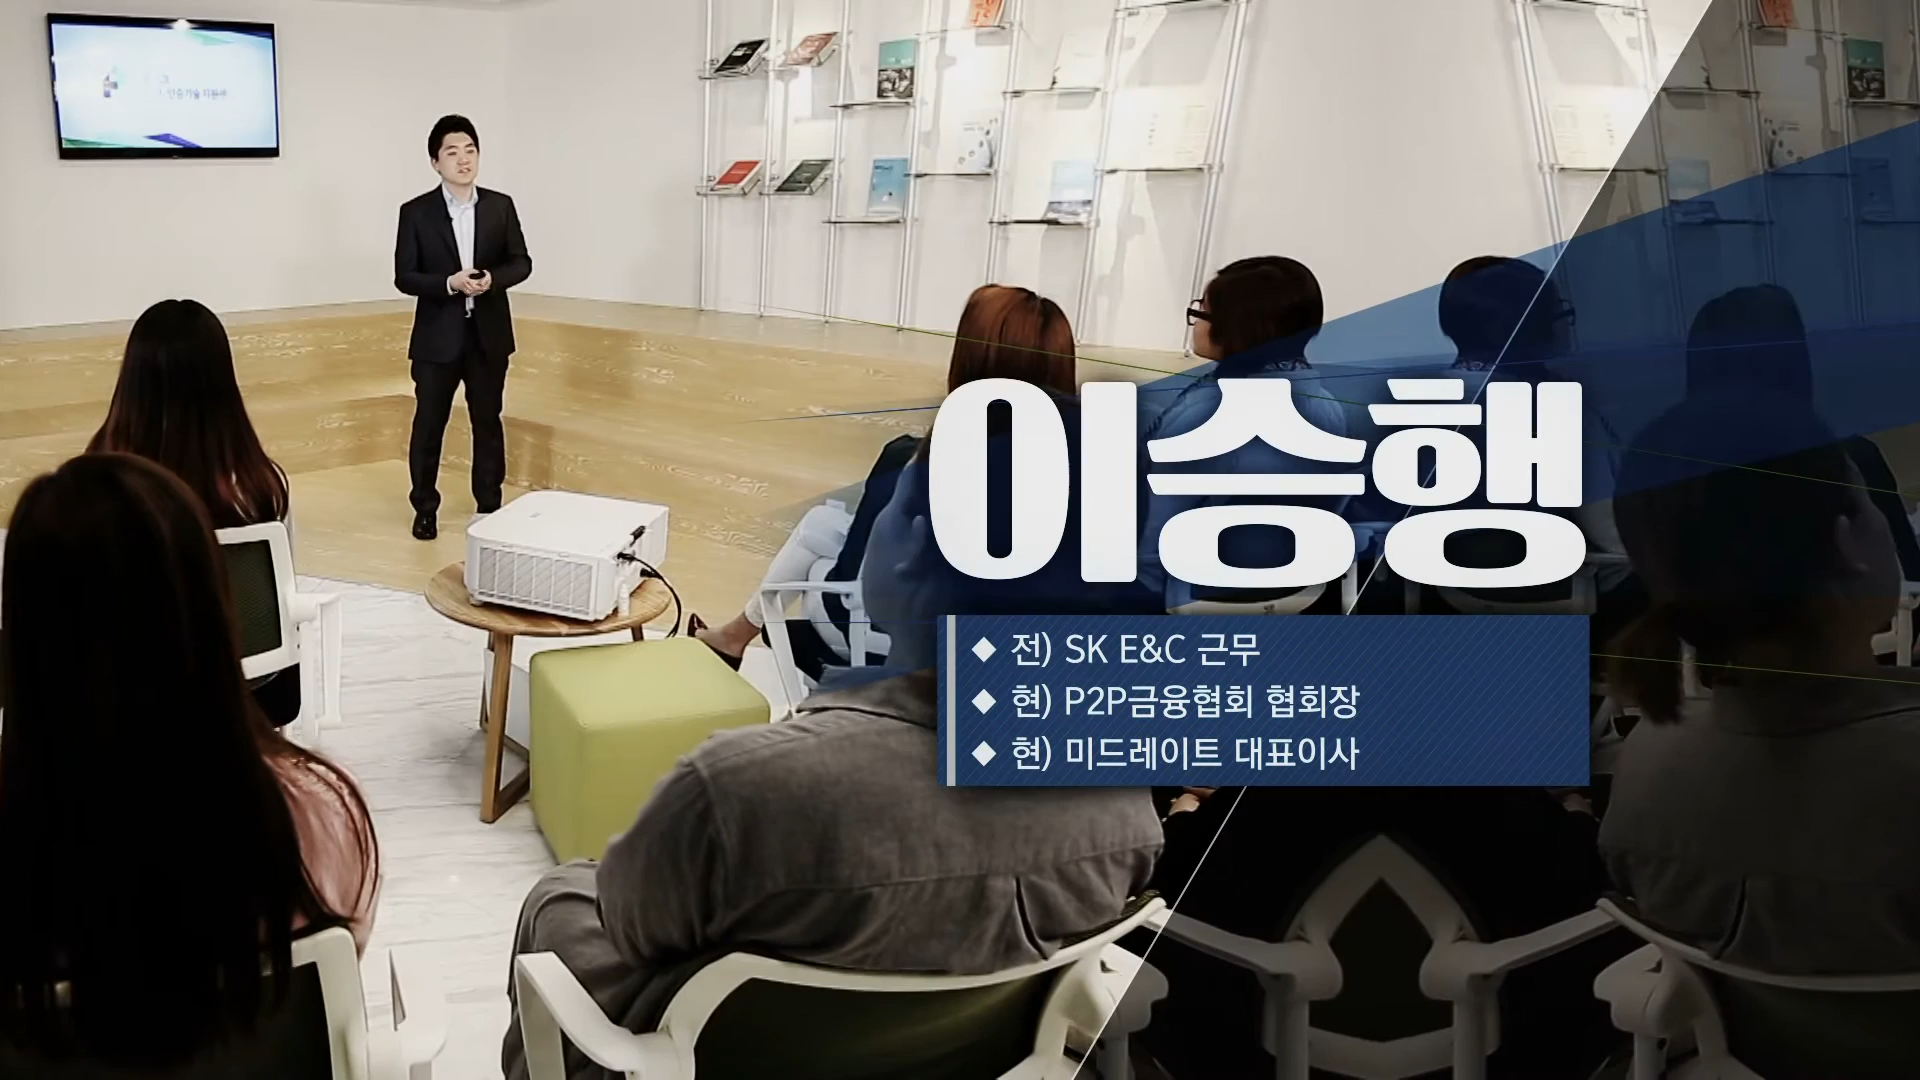 이승행
◆ 전) SK E&C 근무
◆ 현) P2P금융협회 협회장
◆ 현) 미드레이트 대표이사